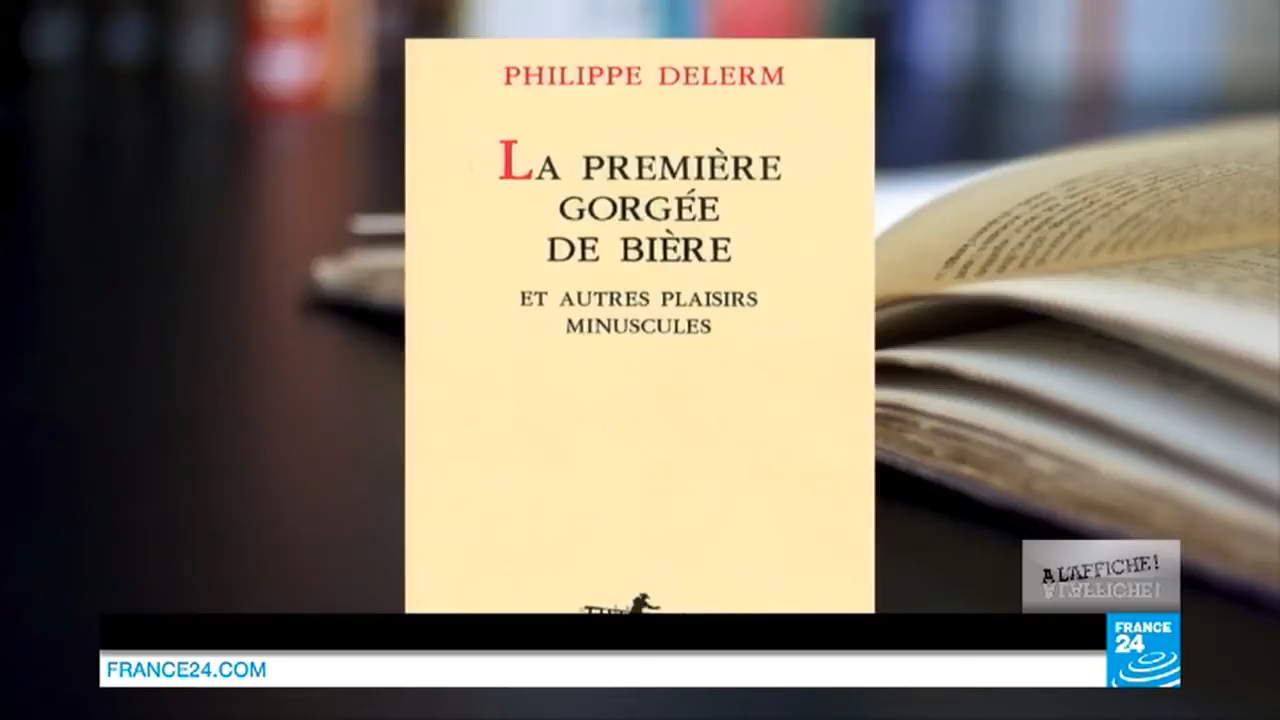 PHILIPPE DELERM
LA PREMIÈRE
GORGÉE
DE BIÈRE
ET AUTRES PLAISIRS
MINUSCULES
A L'AFFICHE!
FRANCE
24
FRANCE24.COM